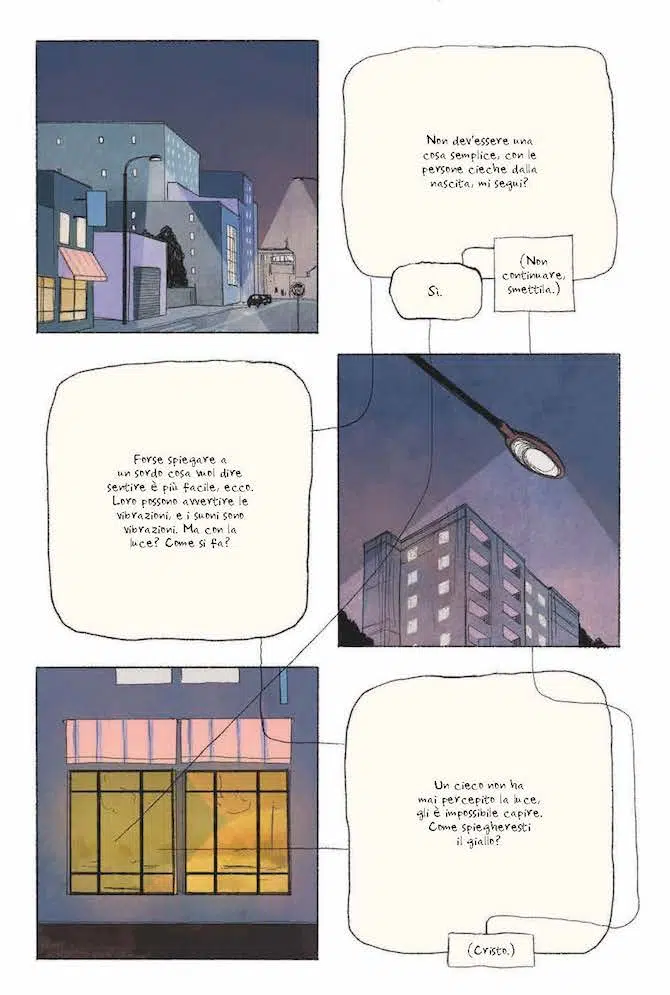 Non dev'essere una
cosa semplice, con le
persone cieche dalla
nascita, mi segui?
Sì.
(Non
continuare,
smettila.)
Forse spiegare a
un sordo cosa vuol dire
sentire è più facile, ecco.
Loro possono avvertire le
vibrazioni, e i suoni sono
vibrazioni. Ma con la
luce? Come si fa?
Un cieco non ha
mai percepito la luce,
gli è impossibile capire.
Come spiegheresti
il giallo?
(Cristo.)